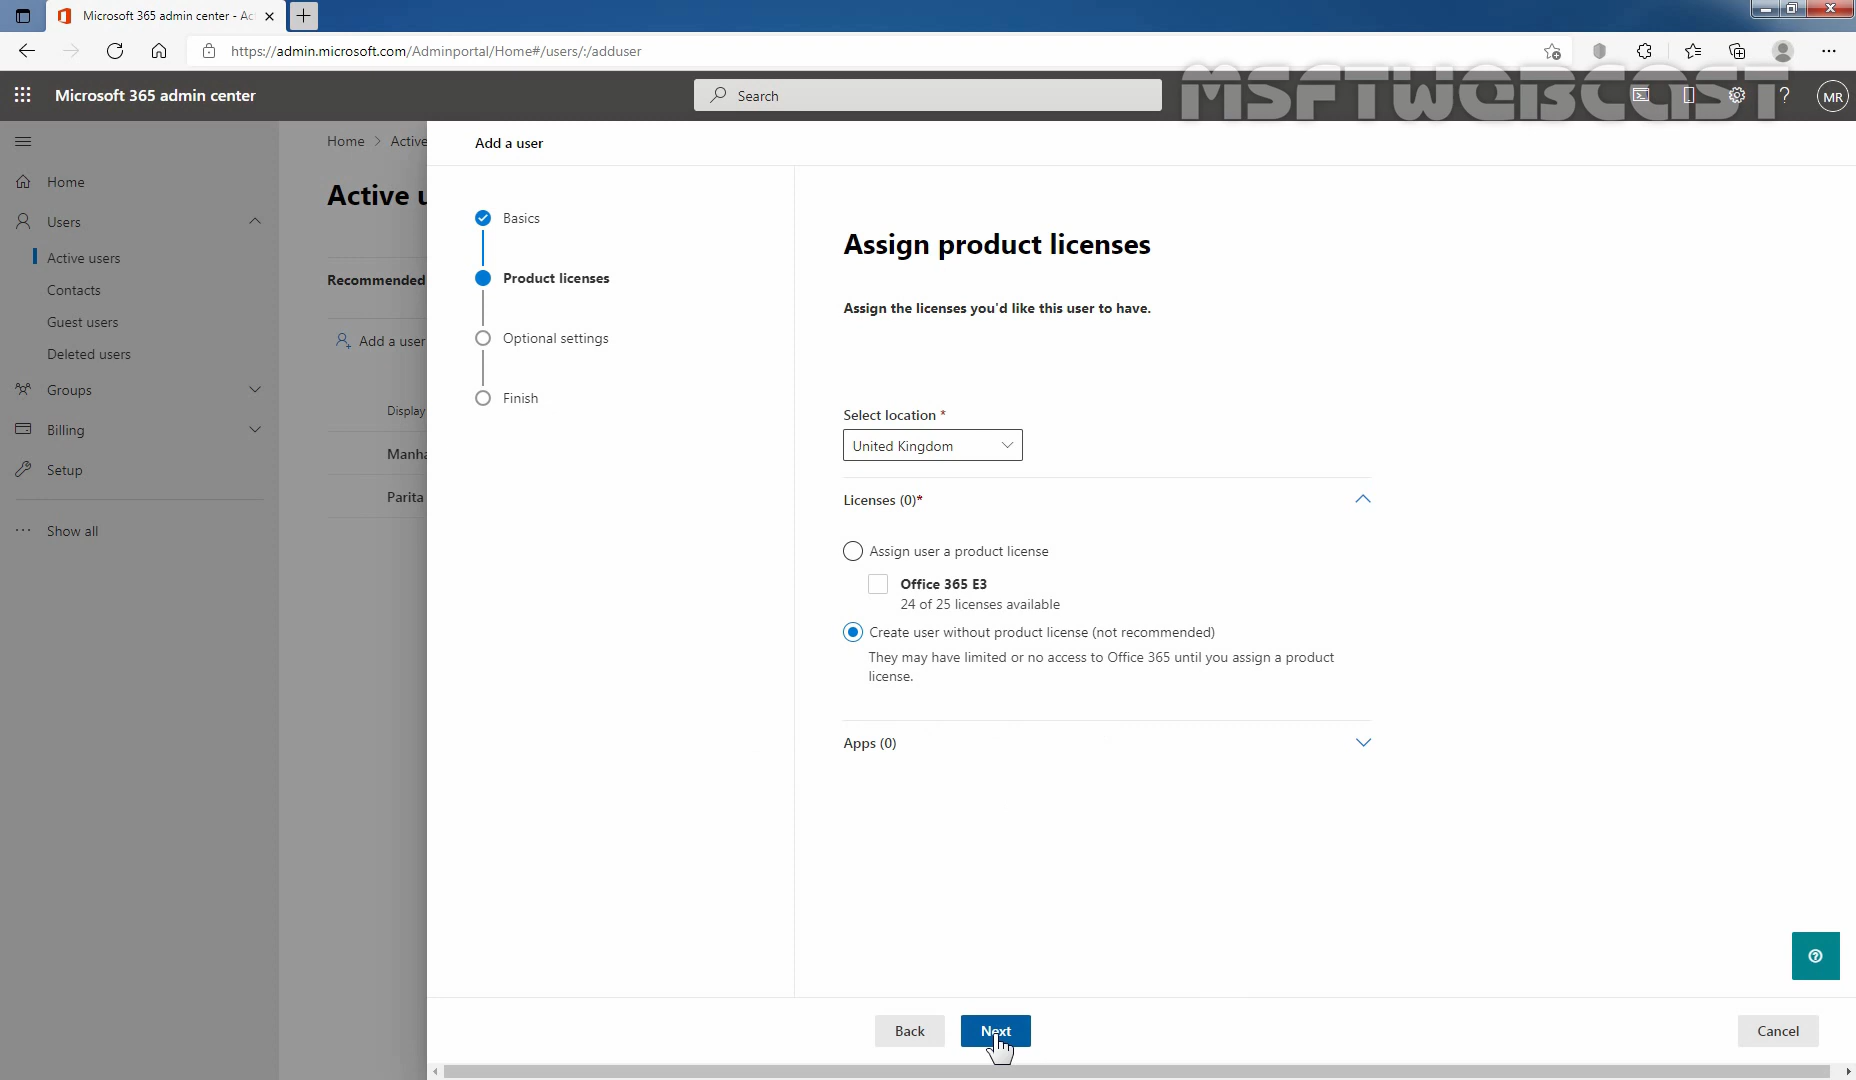 Microsoft 365 admin center - Ac
https://admin.microsoft.com/Adminportal/Home#/users/:/adduser
Microsoft 365 admin center
Search
MSFTWEBCAST
?
MR
Home
Users
Active users
Contacts
Guest users
Deleted users
Groups
Billing
Setup
Show all
Home > Active
Active u
Recommended
Add a user
Display
Manha
Parita
Add a user
Basics
Product licenses
Optional settings
Finish
Assign product licenses
Assign the licenses you'd like this user to have.
Select location *
United Kingdom
Licenses (0)*
Assign user a product license
Office 365 E3
24 of 25 licenses available
Create user without product license (not recommended)
They may have limited or no access to Office 365 until you assign a product
license.
Apps (0)
Back
Next
Cancel